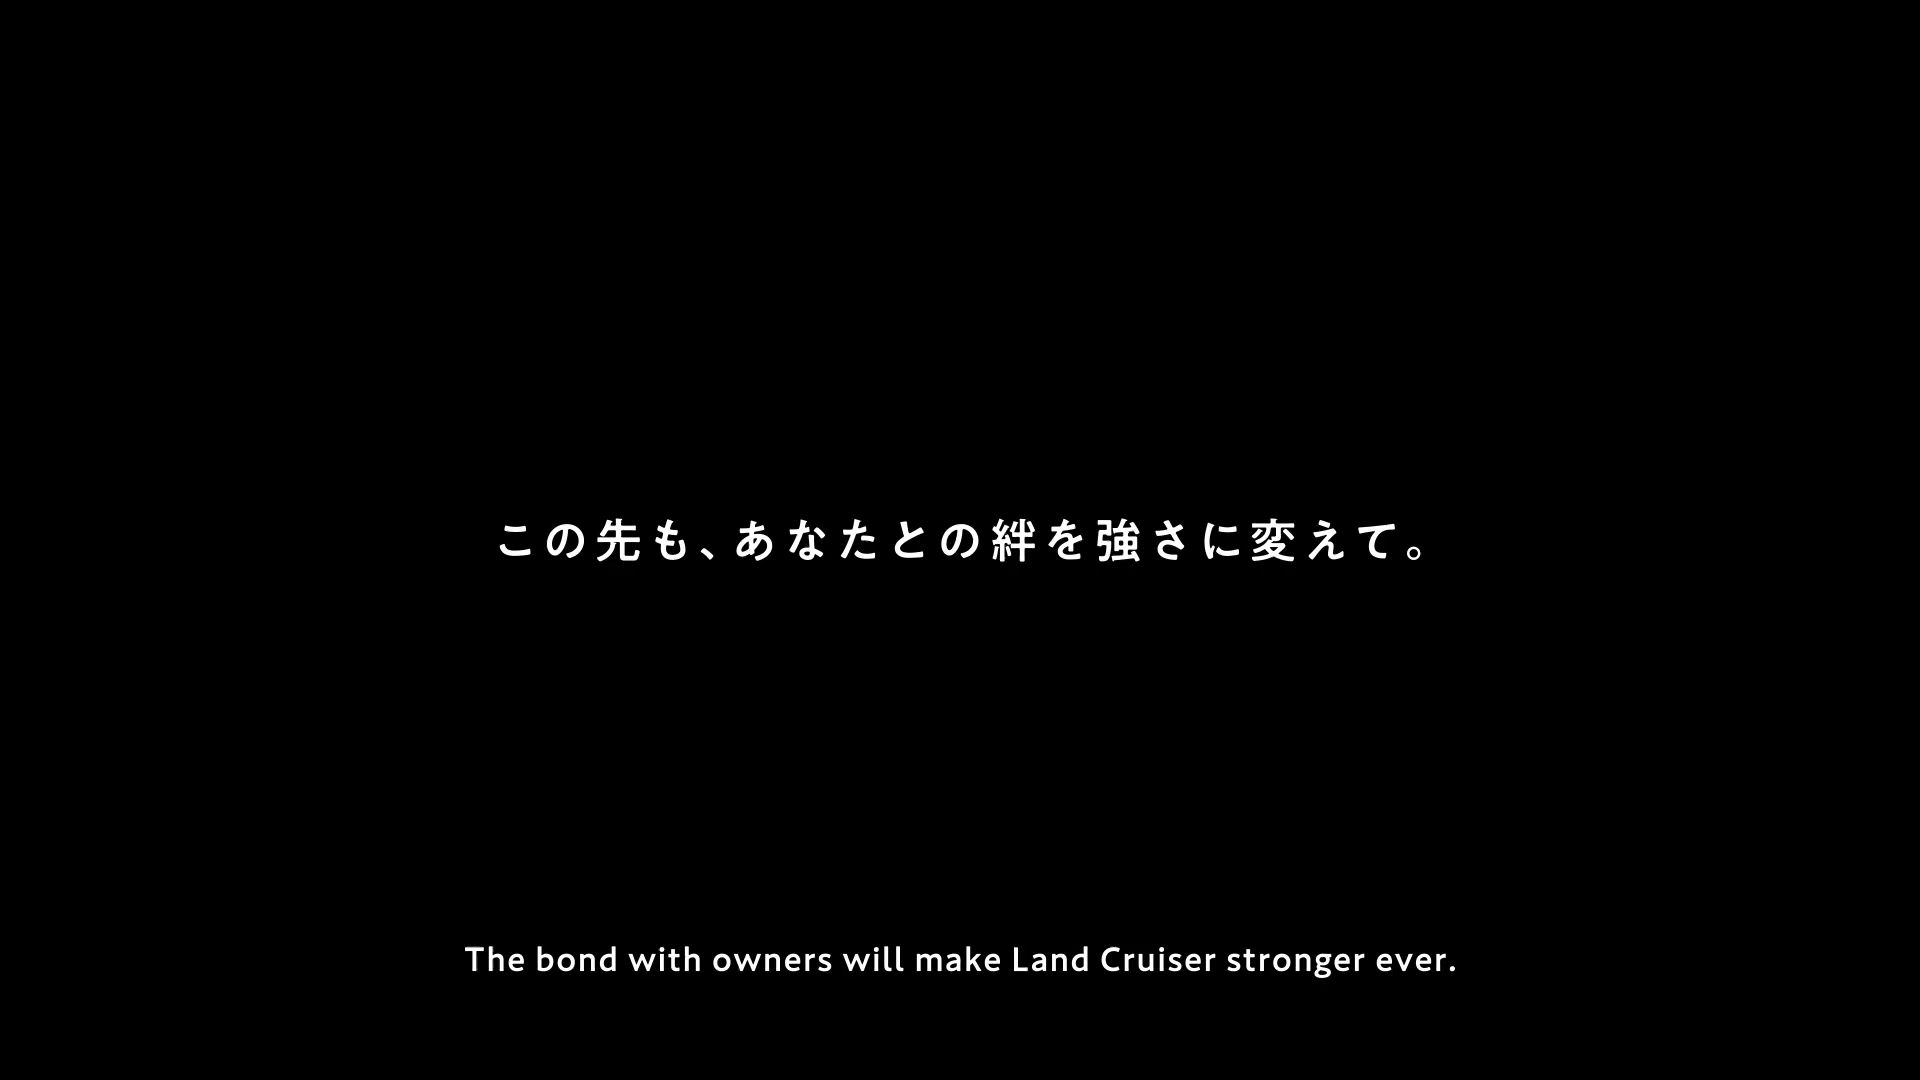 この先も、あなたとの絆を強さに変えて。
The bond with owners will make Land Cruiser stronger ever.